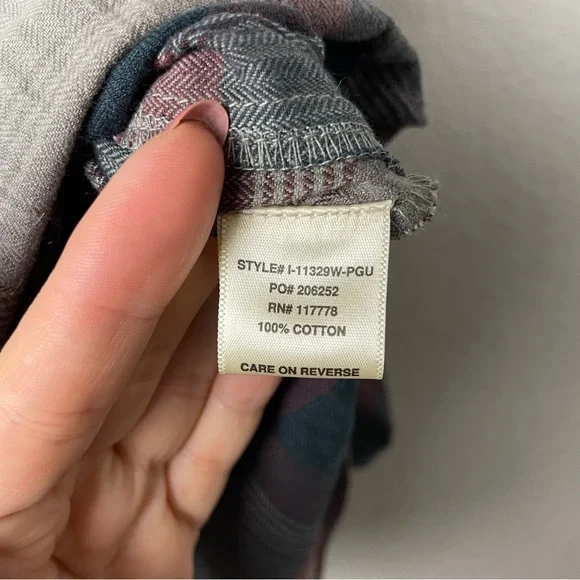 STYLE# I-11329W-PGU
PO# 206252
RN# 117778
100% COTTON
CARE ON REVERSE